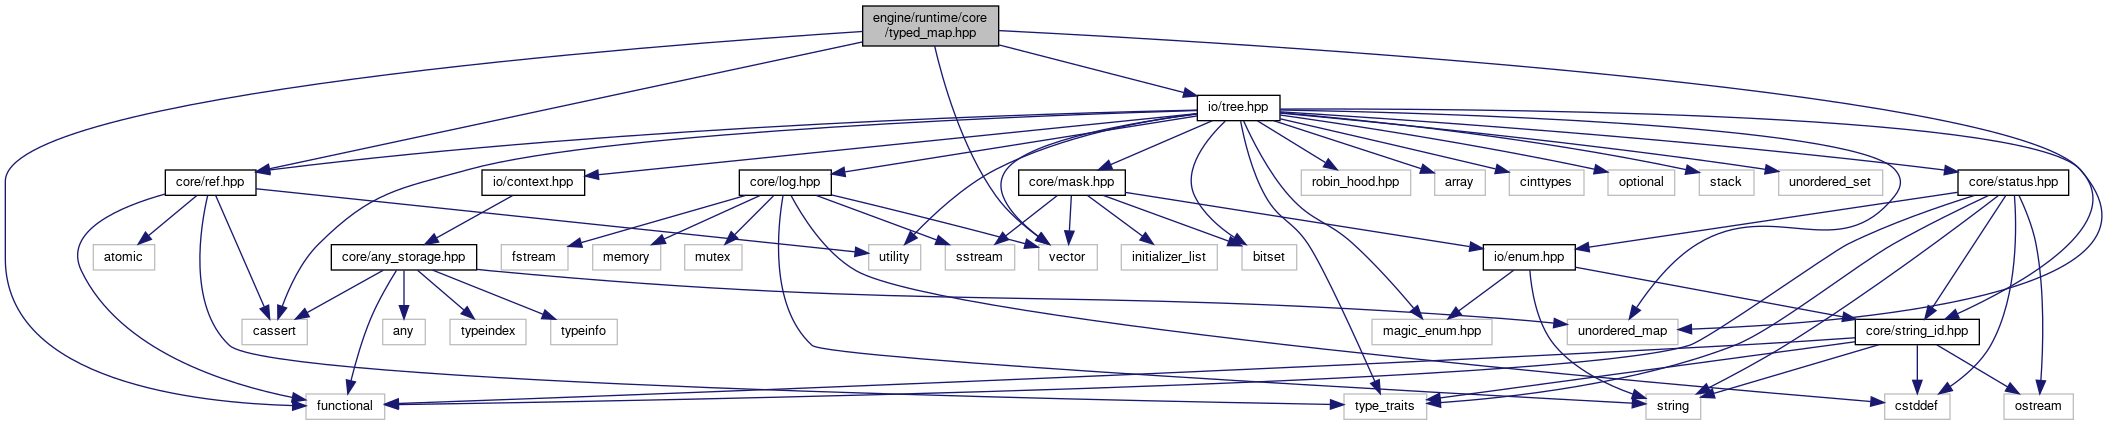 engine/runtime/core
/typed_map.hpp
io/tree.hpp
core/ref.hpp
io/context.hpp
core/log.hpp
core/mask.hpp
robin_hood.hpp
array
cinttypes
optional
stack
unordered_set
core/status.hpp
atomic
core/any_storage.hpp
fstream
memory
mutex
utility
sstream
vector
initializer_list
bitset
io/enum.hpp
cassert
any
typeindex
typeinfo
unordered_map
magic_enum.hpp
core/string_id.hpp
functional
type_traits
string
cstddef
ostream